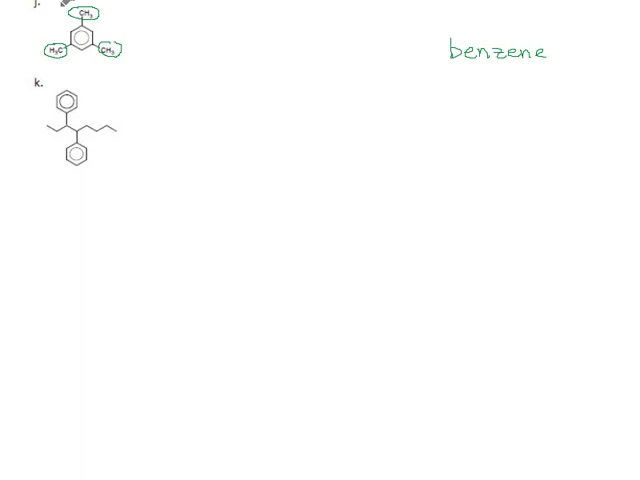 j.
CH₃
H₃C
CH₃
benzene
k.